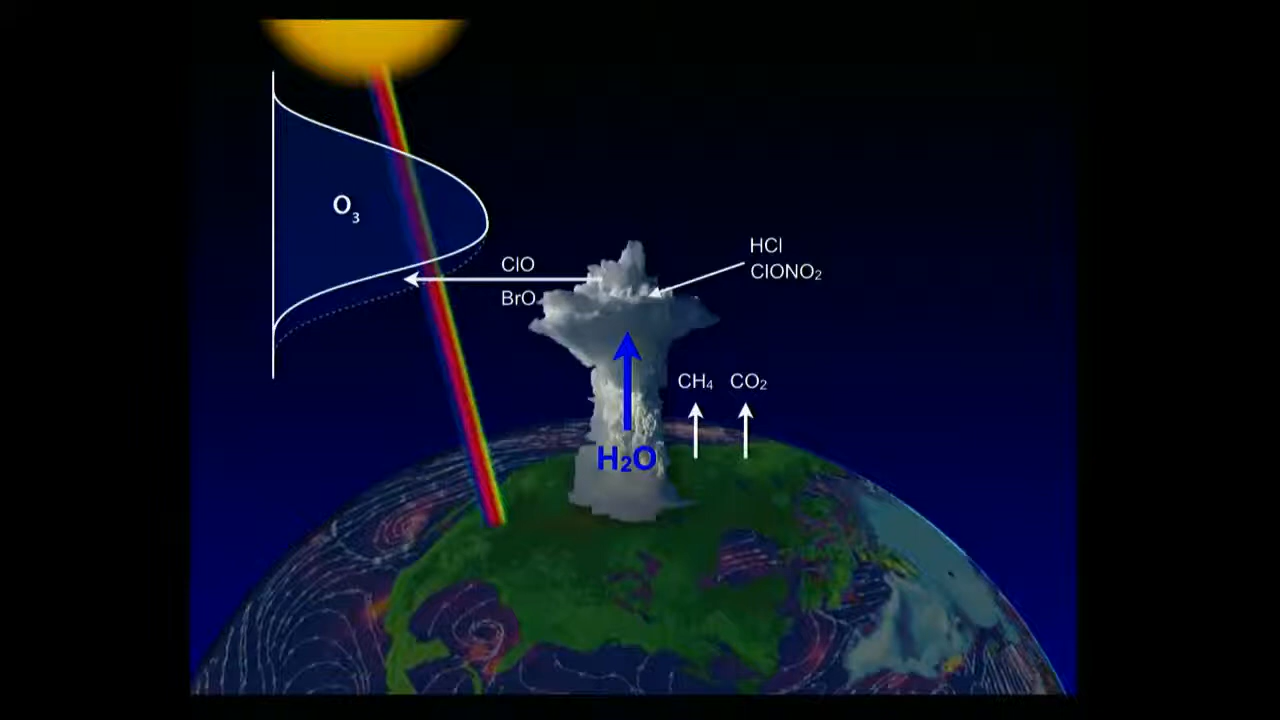 O₃
ClO
BrO
HCl
ClONO₂
CH₄ CO₂
H₂O